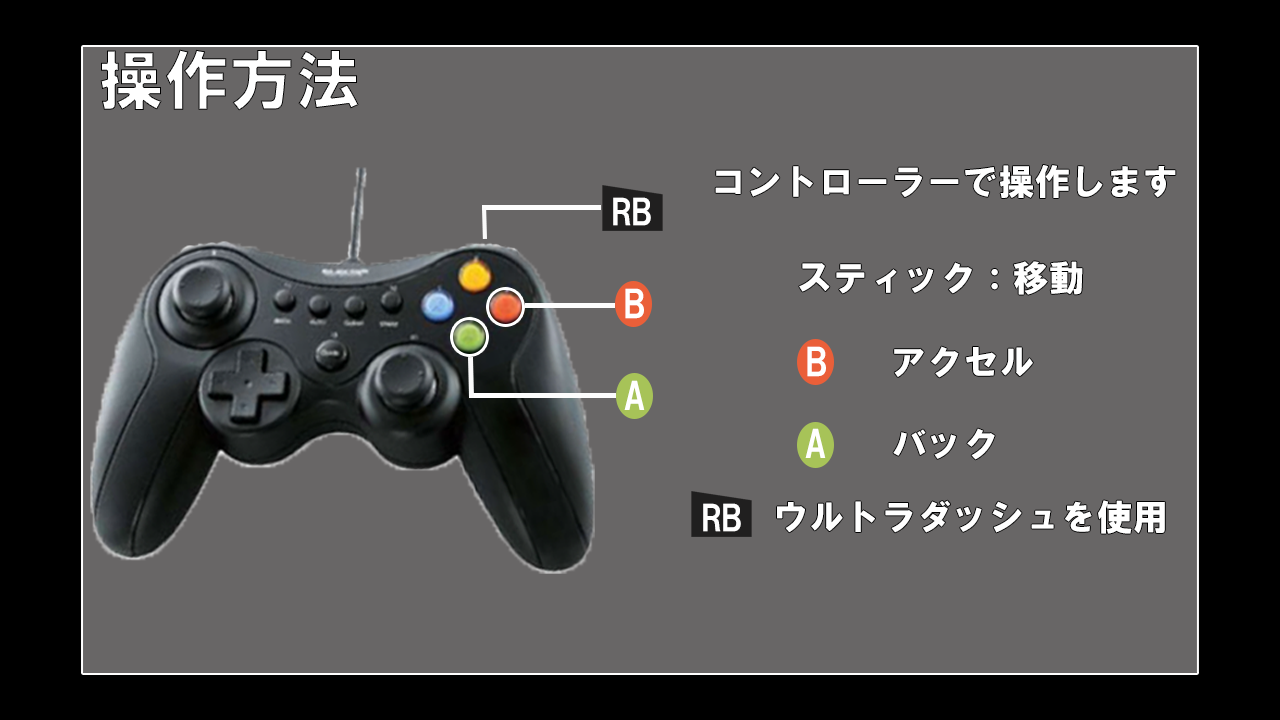 操作方法
コントローラーで操作します
RB
スティック：移動
B
B アクセル
A
A バック
RB ウルトラダッシュを使用